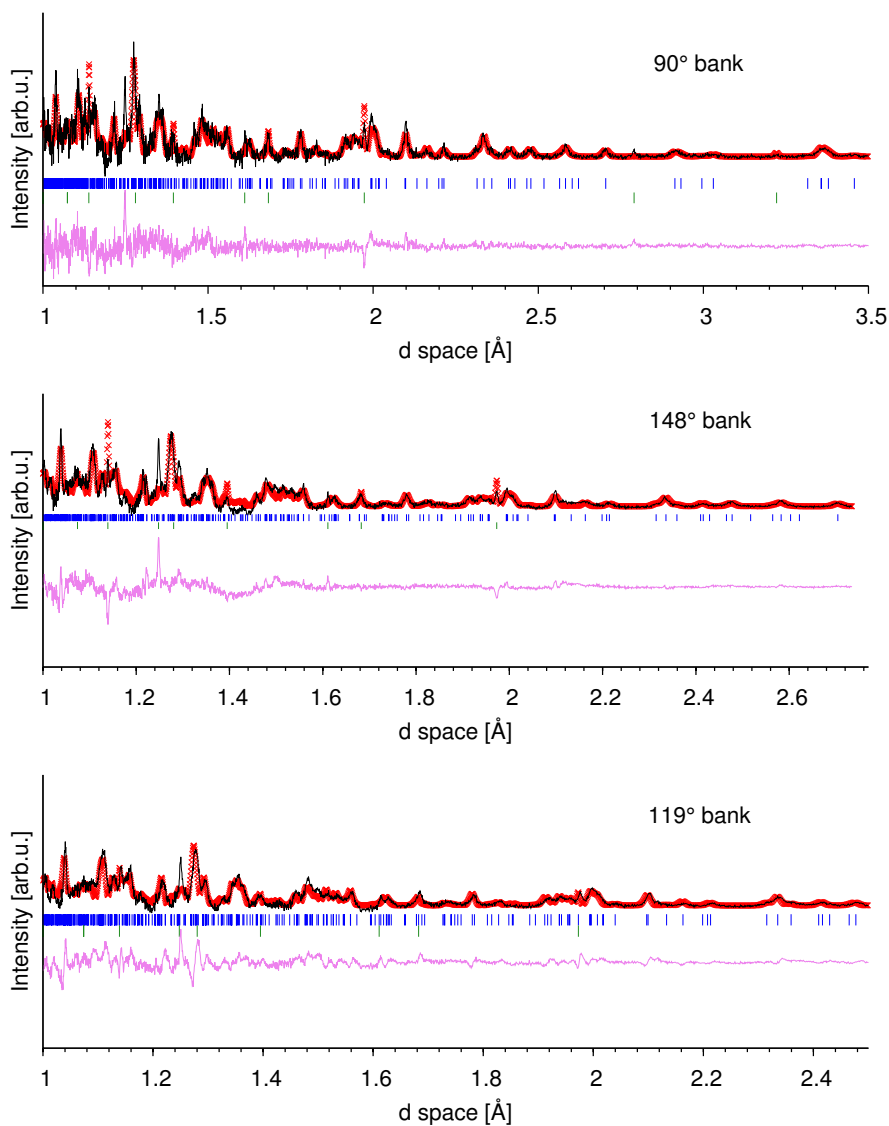 90° bank
Intensity [arb.u.]
1 1.5 2 2.5 3 3.5
d space [Å]
148° bank
Intensity [arb.u.]
1 1.2 1.4 1.6 1.8 2 2.2 2.4 2.6
d space [Å]
119° bank
Intensity [arb.u.]
1 1.2 1.4 1.6 1.8 2 2.2 2.4
d space [Å]